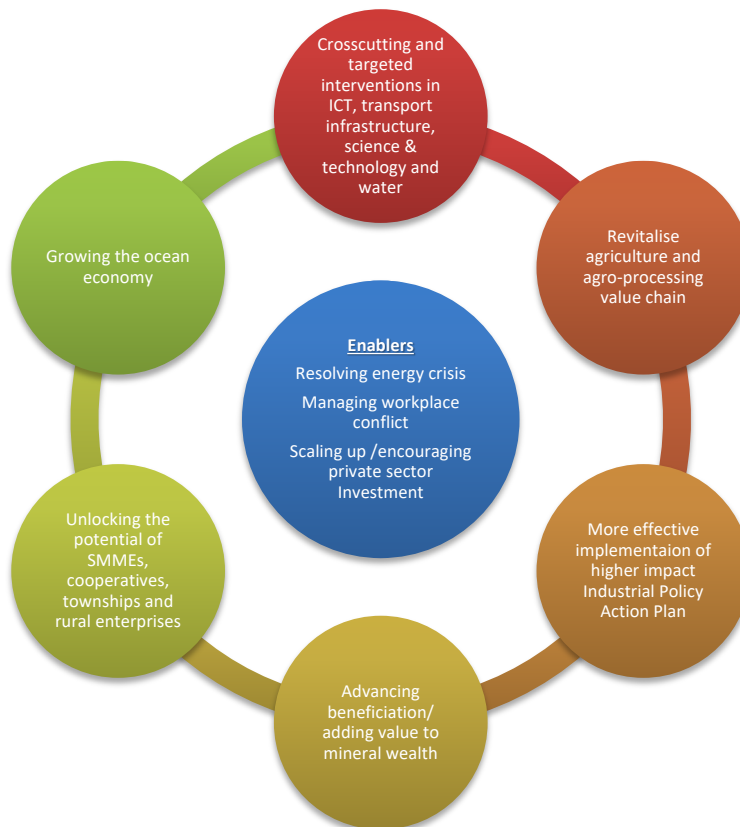 Crosscutting and
targeted
interventions in
ICT, transport
infrastructure,
science &
technology and
water
Revitalise
agriculture and
agro-processing
value chain
More effective
implementaion of
higher impact
Industrial Policy
Action Plan
Advancing
beneficiation/
adding value to
mineral wealth
Unlocking the
potential of
SMMEs,
cooperatives,
townships and
rural enterprises
Growing the ocean
economy
Enablers
Resolving energy crisis
Managing workplace
conflict
Scaling up /encouraging
private sector
Investment